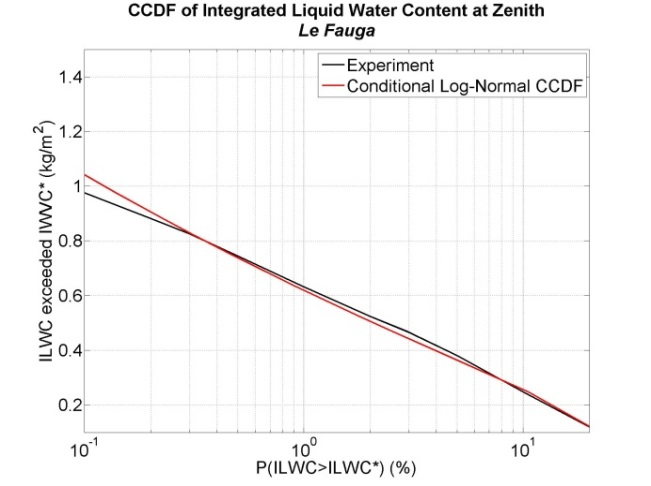 CCDF of Integrated Liquid Water Content at Zenith
Le Fauga
Experiment
Conditional Log-Normal CCDF
ILWC exceeded IWVC* (kg/m²)
1.4
1.2
1
0.8
0.6
0.4
0.2
10⁻¹
10⁰
10¹
P(ILWC>ILWC*) (%)